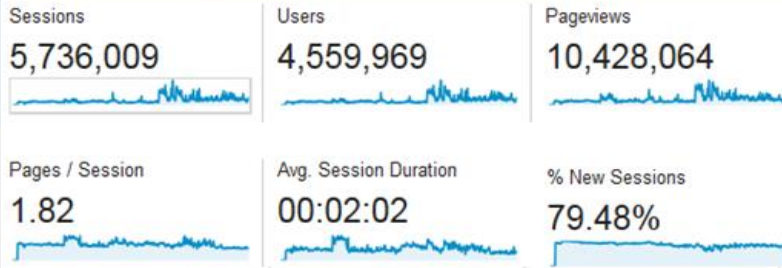 Sessions
5,736,009
Users
4,559,969
Pageviews
10,428,064
Pages / Session
1.82
Avg. Session Duration
00:02:02
% New Sessions
79.48%